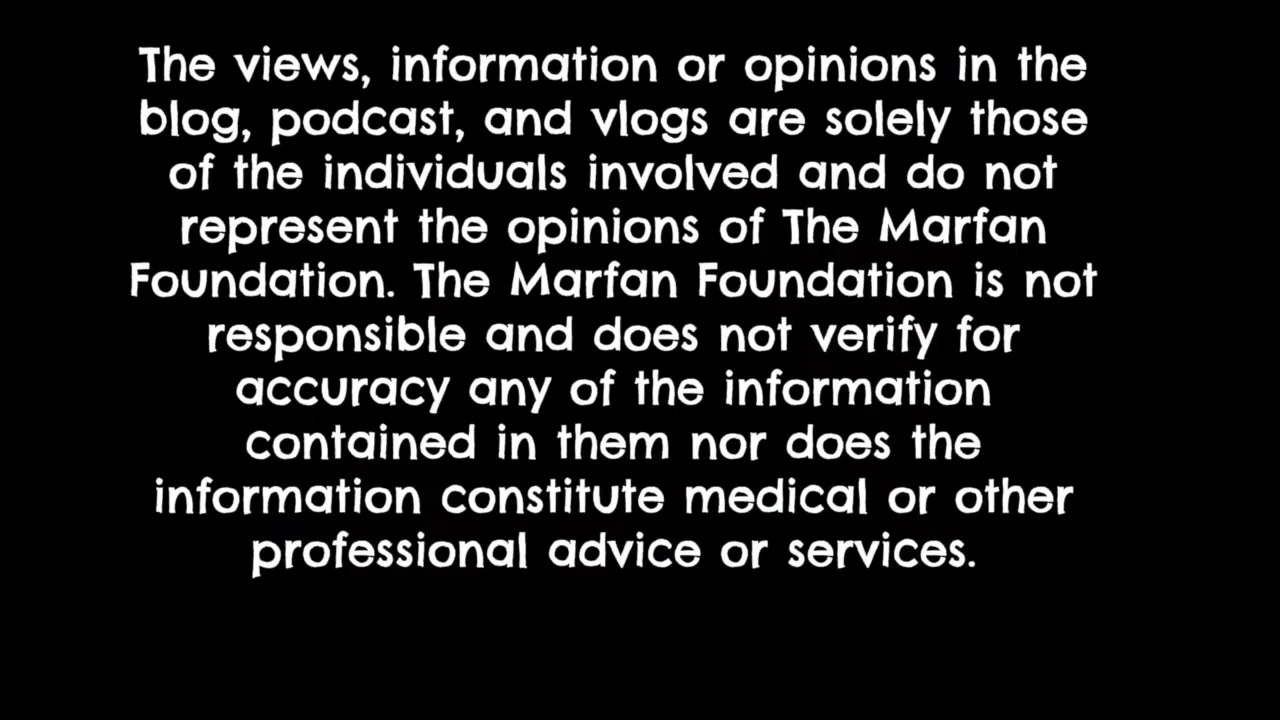 The views, information or opinions in the
blog, podcast, and vlogs are solely those
of the individuals involved and do not
represent the opinions of The Marfan
Foundation. The Marfan Foundation is not
responsible and does not verify for
accuracy any of the information
contained in them nor does the
information constitute medical or other
professional advice or services.